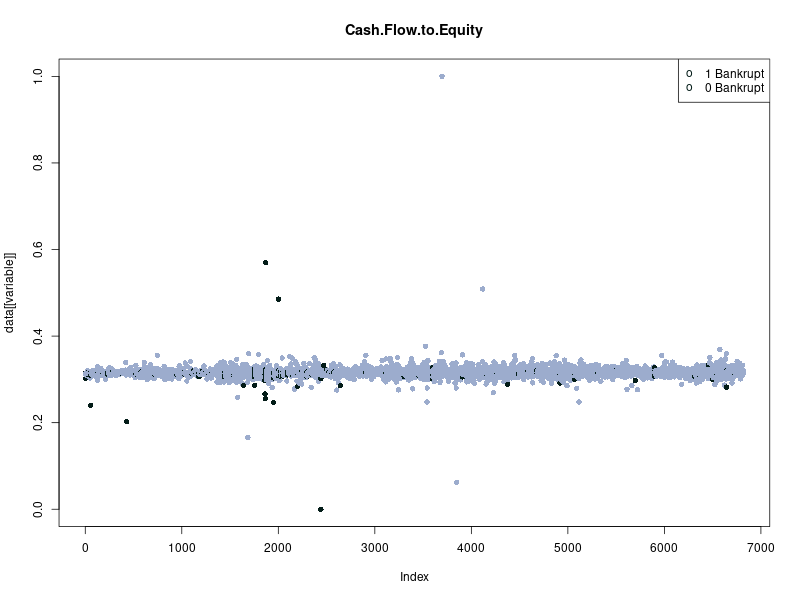 Cash.Flow.to.Equity
o 1 Bankrupt
o 0 Bankrupt
1.0
0.8
0.6
0.4
0.2
0.0
data[[variable]]
0 1000 2000 3000 4000 5000 6000 7000
Index